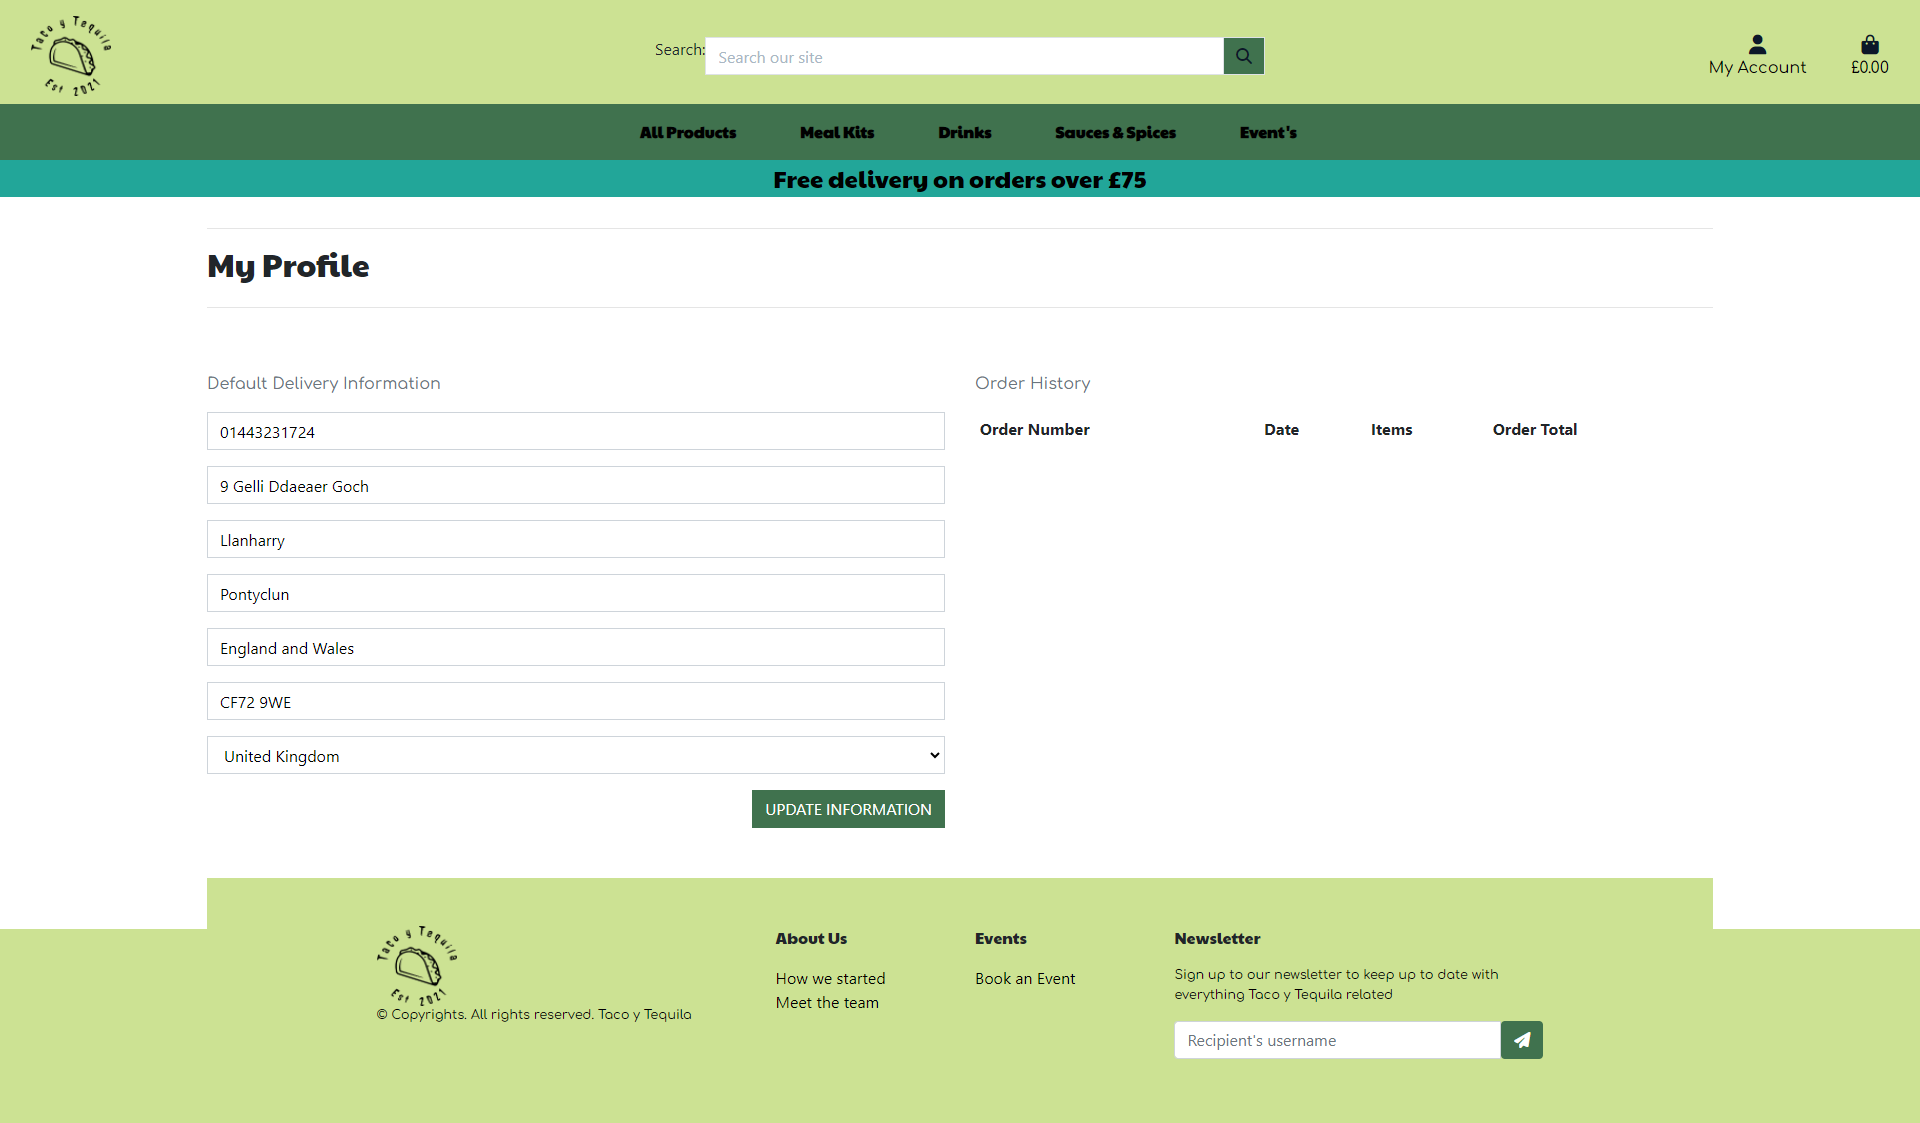 Taco y Tequila
Est 2021
Search:
Search our site
My Account
£0.00
All Products
Meal Kits
Drinks
Sauces & Spices
Event's
Free delivery on orders over £75
My Profile
Default Delivery Information
01443231724
9 Gelli Ddaeaer Goch
Llanharry
Pontyclun
England and Wales
CF72 9WE
United Kingdom
UPDATE INFORMATION
Order History
Order Number Date Items Order Total
Taco y Tequila
Est 2021
© Copyrights. All rights reserved. Taco y Tequila
About Us
How we started
Meet the team
Events
Book an Event
Newsletter
Sign up to our newsletter to keep up to date with
everything Taco y Tequila related
Recipient's username